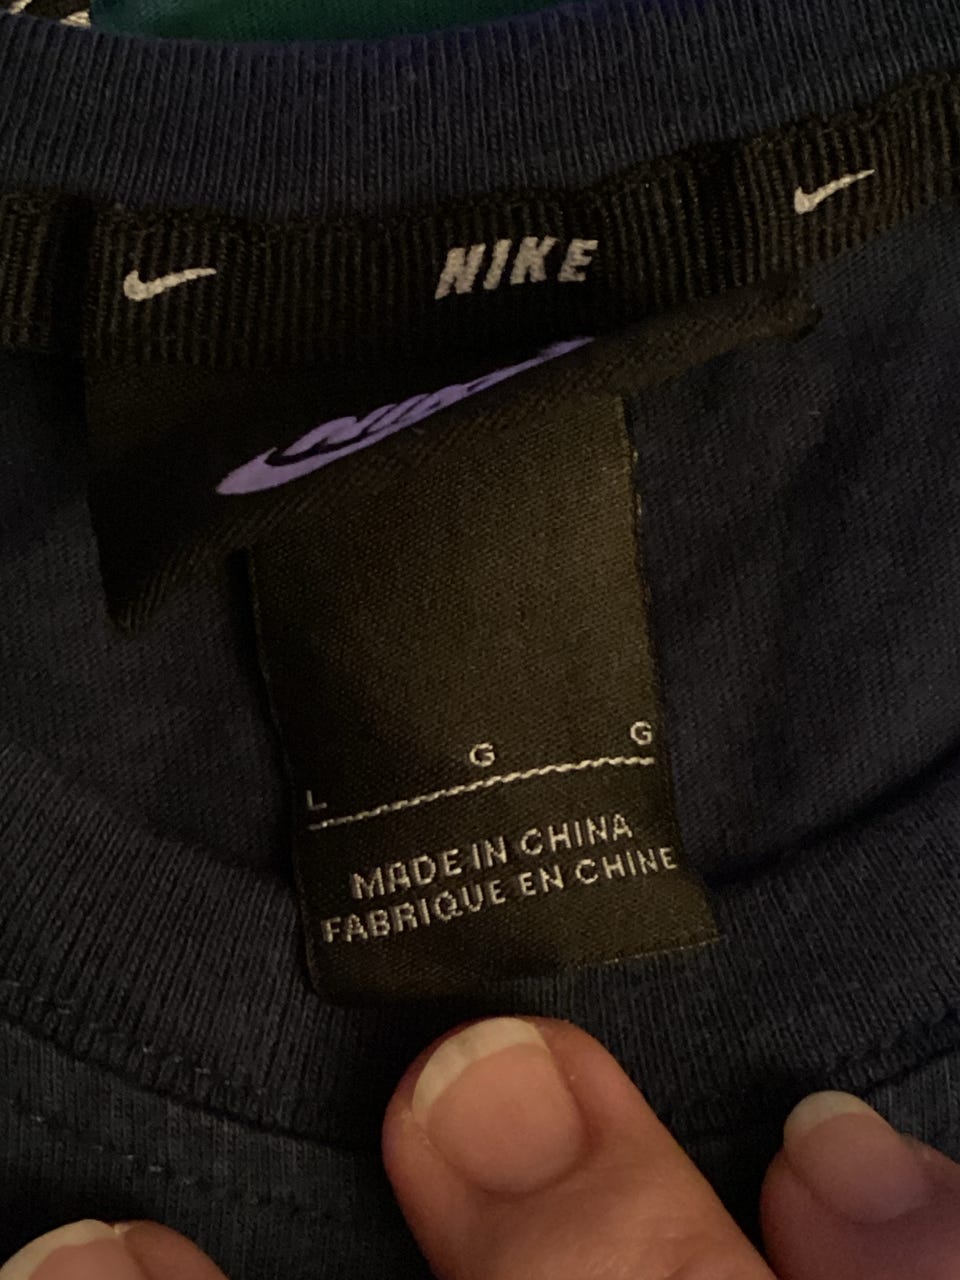 NIKE
L G G
MADE IN CHINA
FABRIQUE EN CHINE